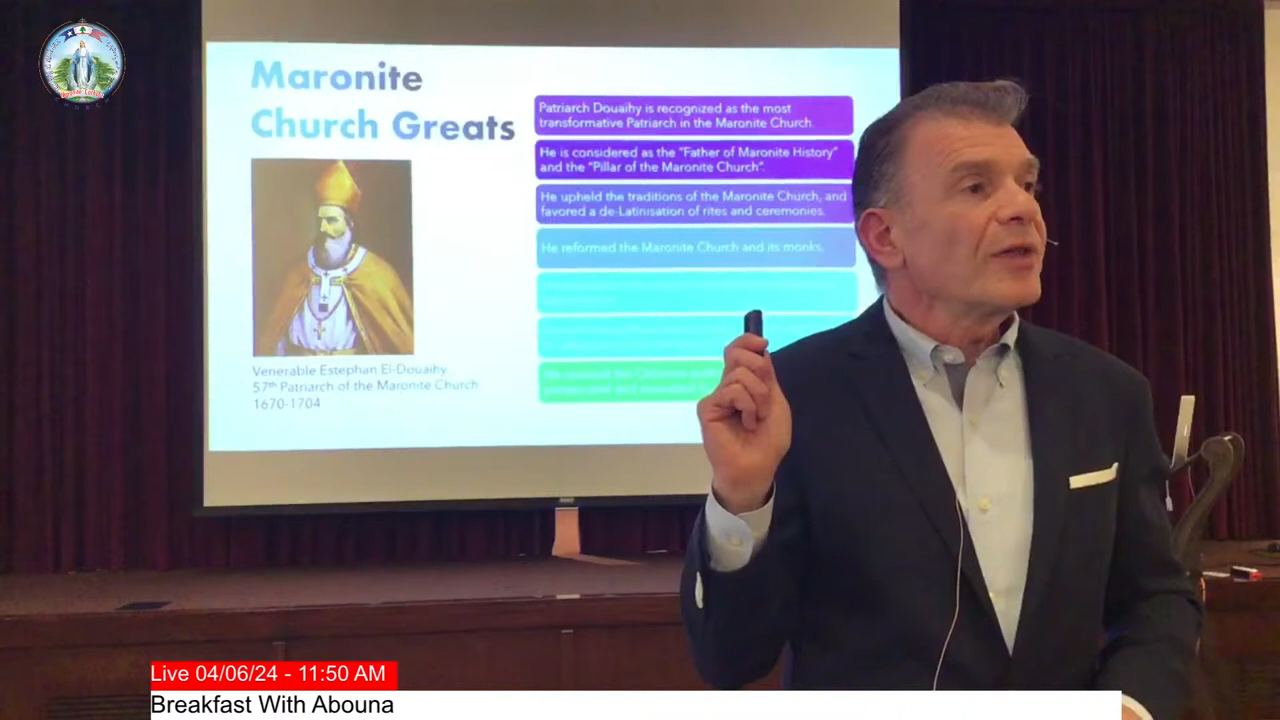 Maronite
Church Greats
Patriarch Douaihy is recognized as the most
transformative Patriarch in the Maronite Church.
He is considered as the "Father of Maronite History"
and the "Pillar of the Maronite Church".
He upheld the traditions of the Maronite Church, and
favored a de-Latinisation of rites and ceremonies.
He reformed the Maronite Church and its monks.
Venerable Estephan El-Douaihy
57th Patriarch of the Maronite Church
1670-1704
Live 04/06/24 - 11:50 AM
Breakfast With Abouna